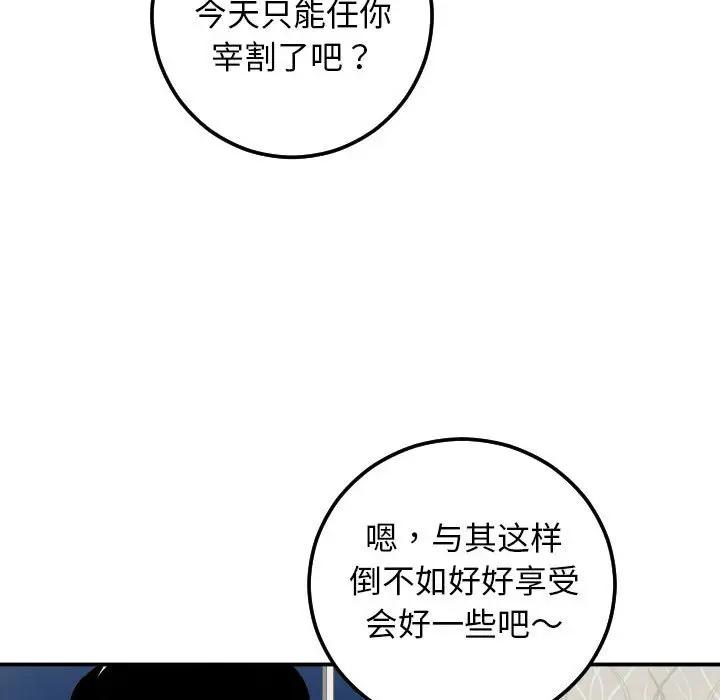 今天只能任你
宰割了吧？
嗯，与其这样
倒不如好好享受
会好一些吧～